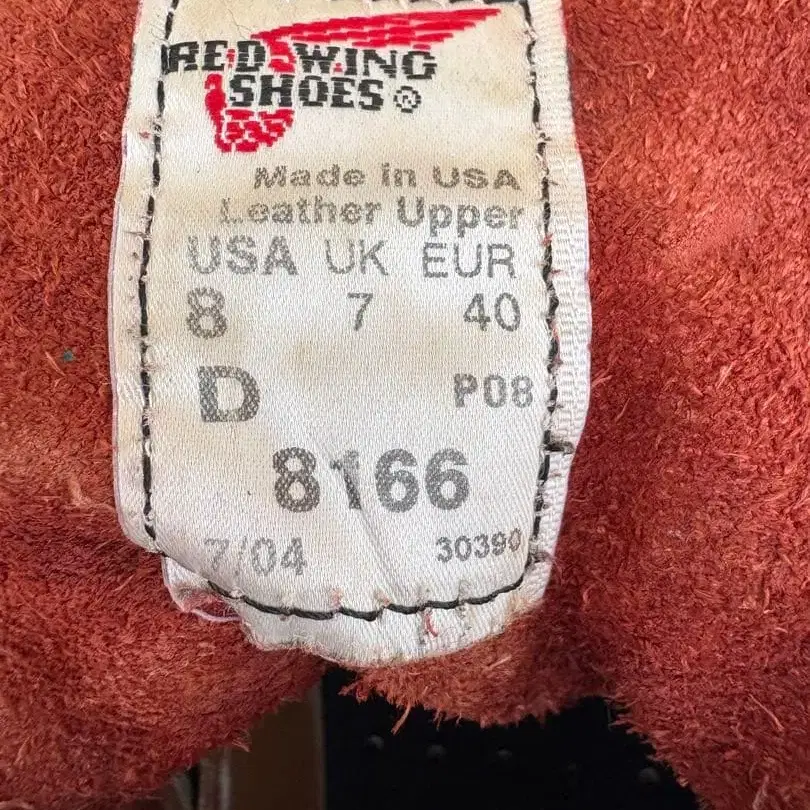 RED WING
SHOES®
Made in USA
Leather Upper
USA UK EUR
8 7 40
D P08
8166
7/04 30390